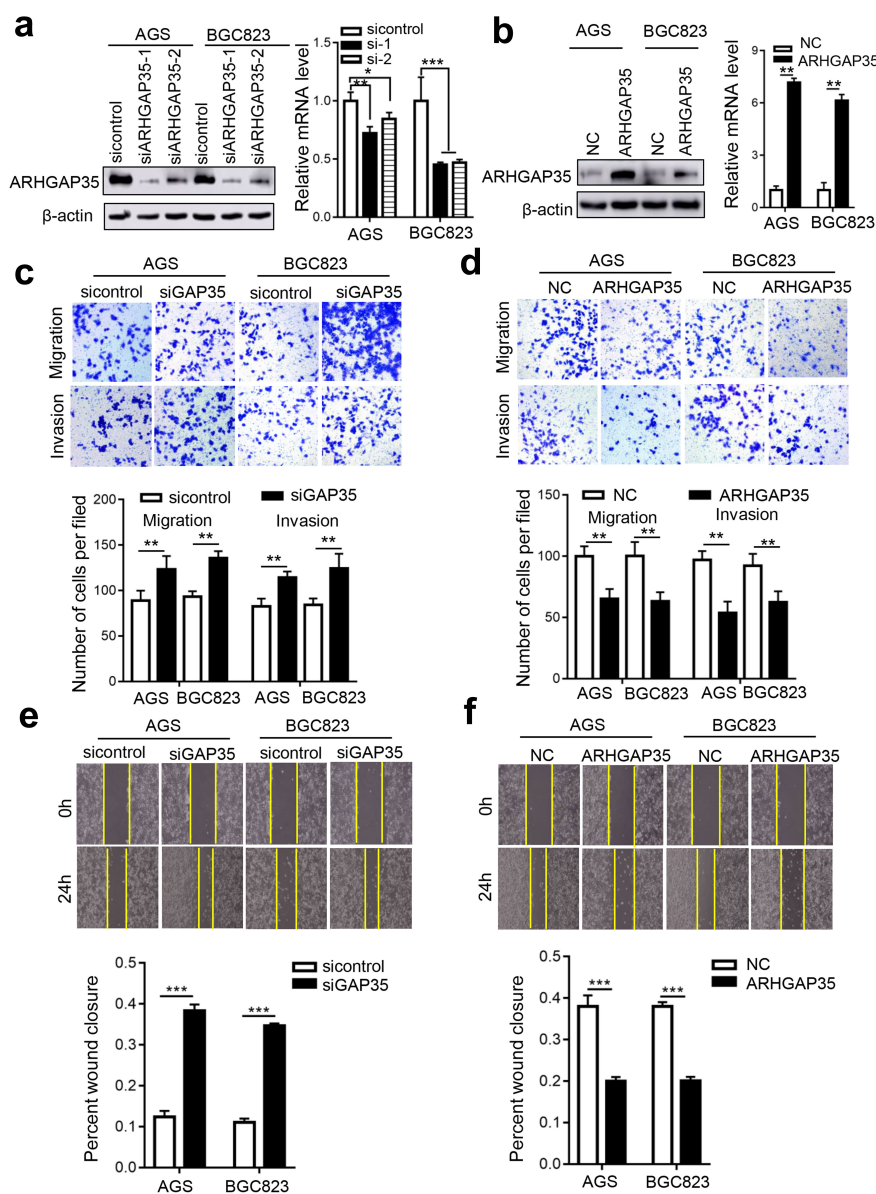 a
AGS BGC823
sicontrol
siARHGAP35-1
siARHGAP35-2
sicontrol
siARHGAP35-1
siARHGAP35-2
ARHGAP35
β-actin
Relative mRNA level
1.5
1.0
0.5
0.0
sicontrol
si-1
si-2
**
*
***
AGS BGC823
b
AGS BGC823
NC
ARHGAP35
NC
ARHGAP35
ARHGAP35
β-actin
Relative mRNA level
9
6
3
0
NC
ARHGAP35
** **
AGS BGC823
c
AGS BGC823
sicontrol siGAP35 sicontrol siGAP35
Migration
Invasion
Number of cells per filed
200
150
100
50
0
sicontrol siGAP35
Migration Invasion
** ** ** **
AGS BGC823 AGS BGC823
d
AGS BGC823
NC ARHGAP35 NC ARHGAP35
Migration
Invasion
Number of cells per filed
150
100
50
0
NC ARHGAP35
Migration Invasion
** ** ** **
AGS BGC823 AGS BGC823
e
AGS BGC823
sicontrol siGAP35 sicontrol siGAP35
0h
24h
Percent wound closure
0.5
0.4
0.3
0.2
0.1
0.0
sicontrol
siGAP35
*** ***
AGS BGC823
f
AGS BGC823
NC ARHGAP35 NC ARHGAP35
0h
24h
Percent wound closure
0.5
0.4
0.3
0.2
0.1
0.0
NC
ARHGAP35
*** ***
AGS BGC823